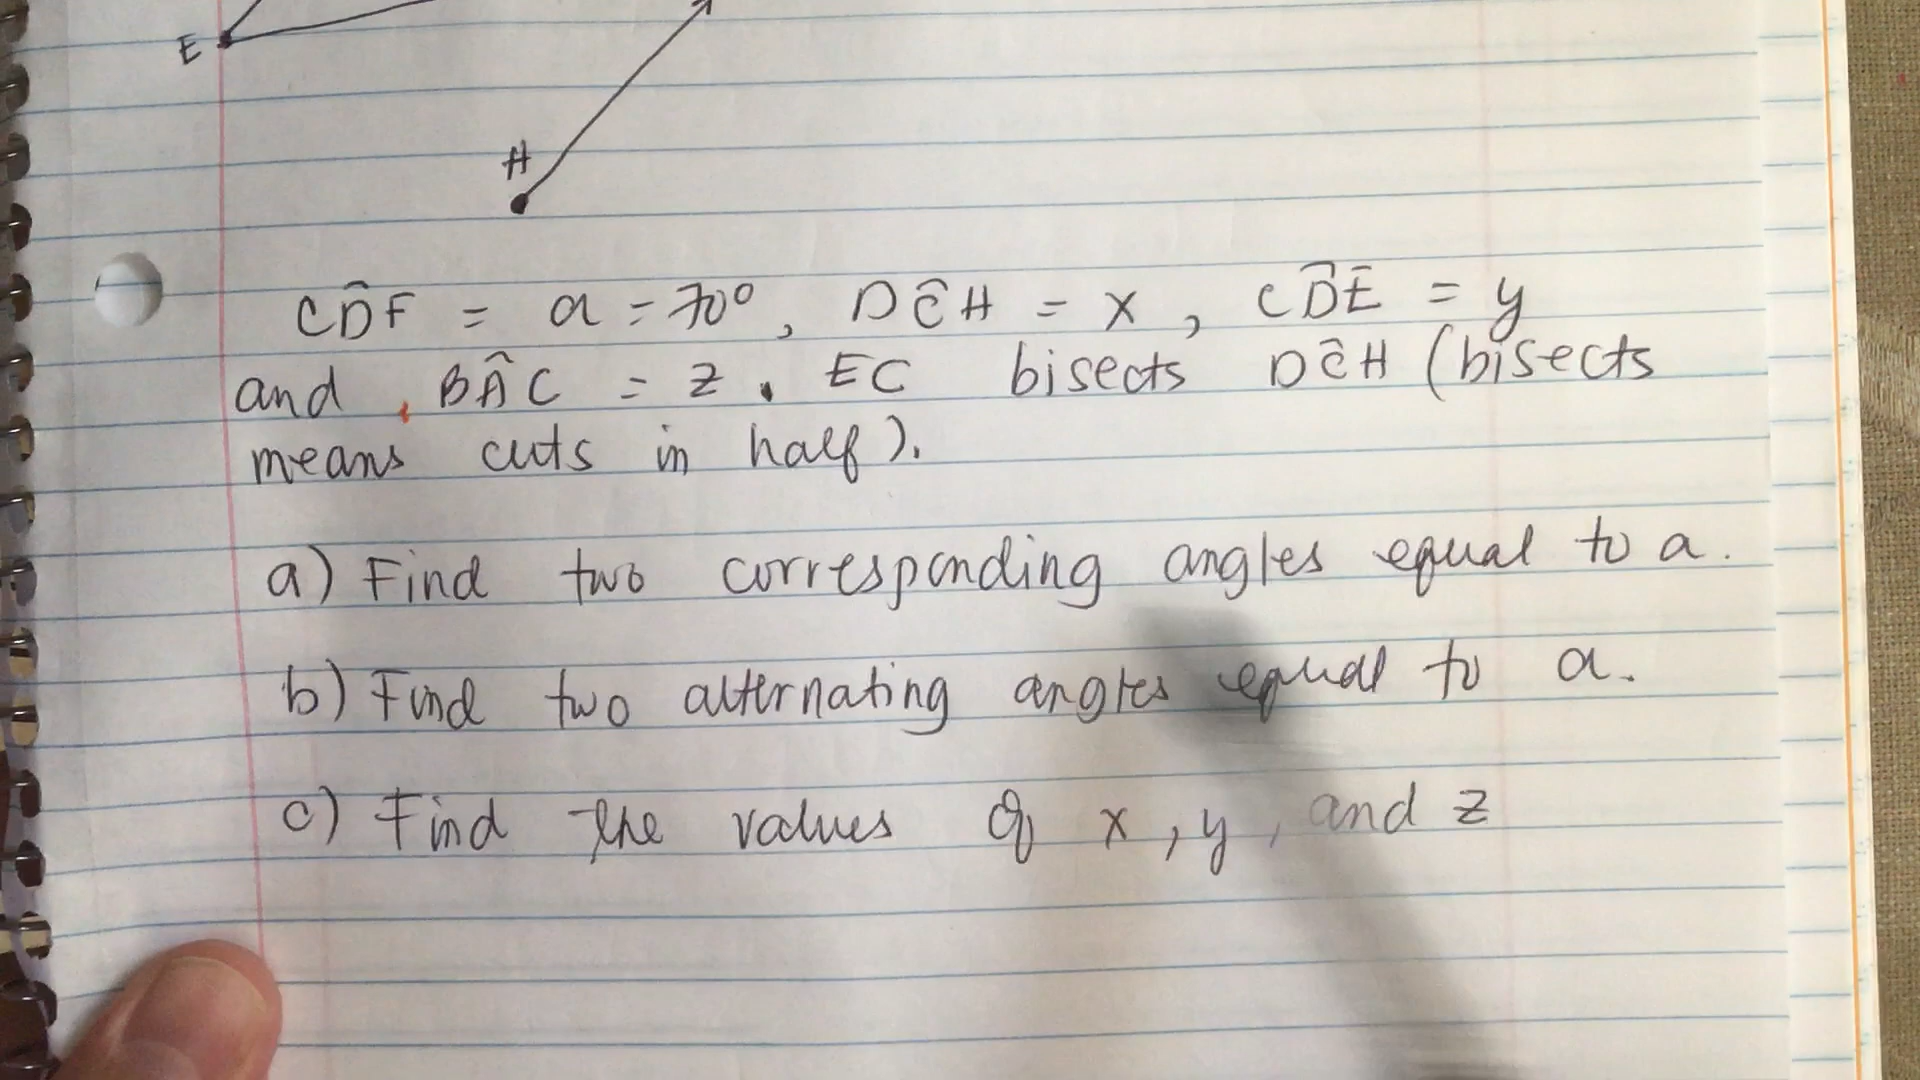 E
H
CD̂F = a = 70°, DĈH = x, CD̂E = y
and, BÂC = z. EC bisects DĈH (bisects
means cuts in half).
a) Find two corresponding angles equal to a.
b) Find two alternating angles equal to a.
c) Find the values of x, y, and z